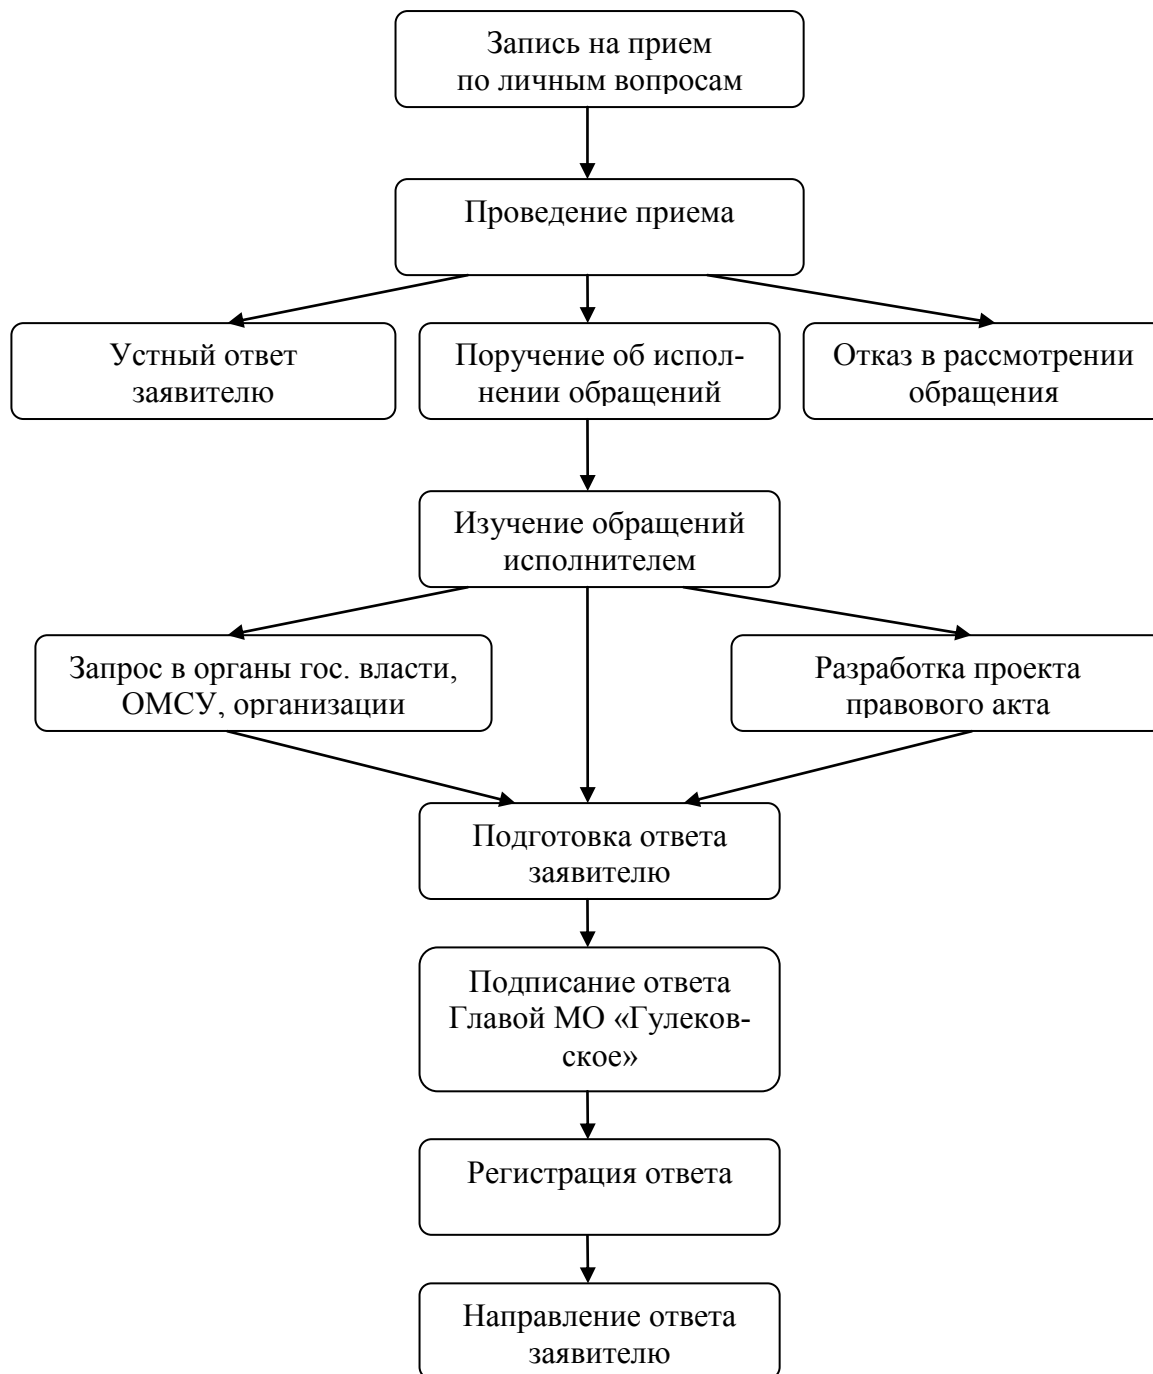 Запись на прием
по личным вопросам
Проведение приема
Устный ответ
заявителю
Поручение об испол-
нении обращений
Отказ в рассмотрении
обращения
Изучение обращений
исполнителем
Запрос в органы гос. власти,
ОМСУ, организации
Разработка проекта
правового акта
Подготовка ответа
заявителю
Подписание ответа
Главой МО «Гулеков-
ское»
Регистрация ответа
Направление ответа
заявителю